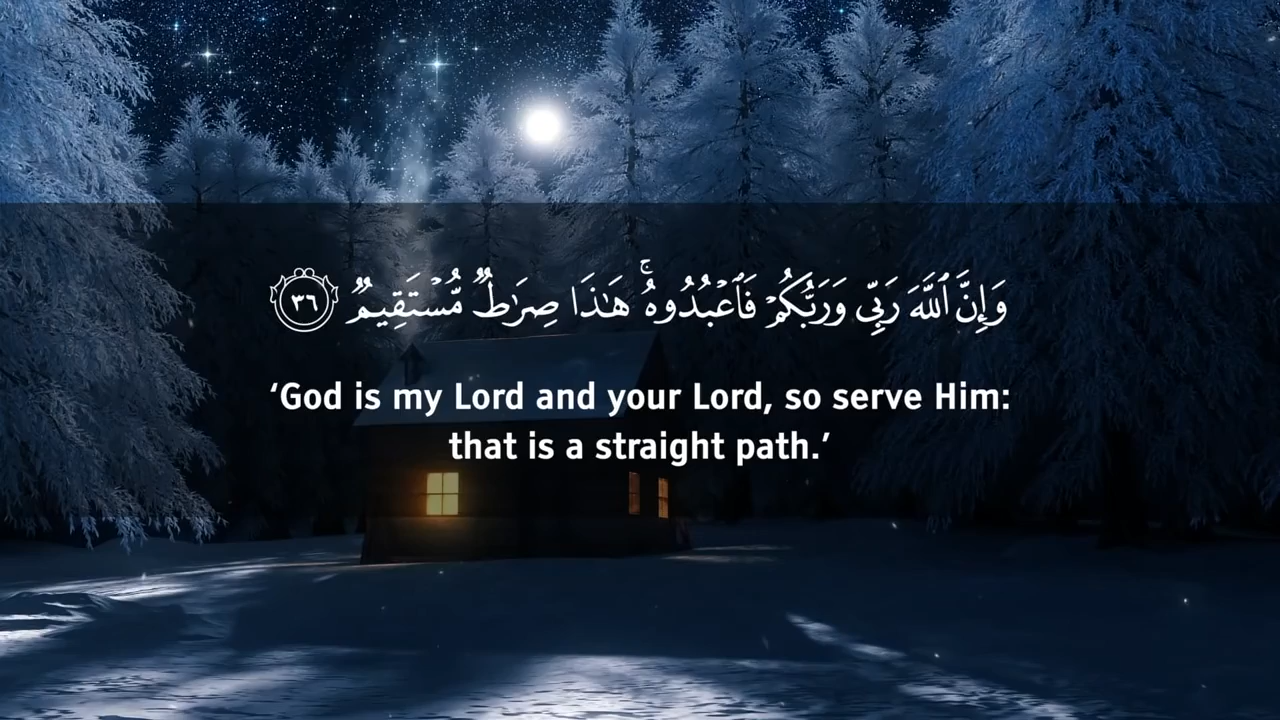 وَإِنَّ ٱللَّهَ رَبِّى وَرَبُّكُمْ فَٱعْبُدُوهُ ۚ هَـٰذَا صِرَٰطٌ مُّسْتَقِيمٌ ٣٦
‘God is my Lord and your Lord, so serve Him:
that is a straight path.’